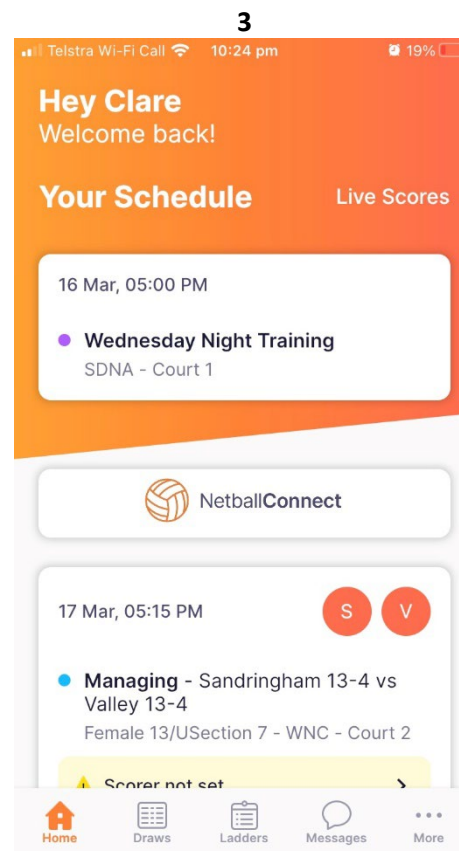 3
Telstra Wi-Fi Call 10:24 pm 19%
Hey Clare
Welcome back!
Your Schedule Live Scores
16 Mar, 05:00 PM
Wednesday Night Training
SDNA - Court 1
NetballConnect
17 Mar, 05:15 PM S V
Managing - Sandringham 13-4 vs
Valley 13-4
Female 13/USection 7 - WNC - Court 2
Scorer not set
Home Draws Ladders Messages More